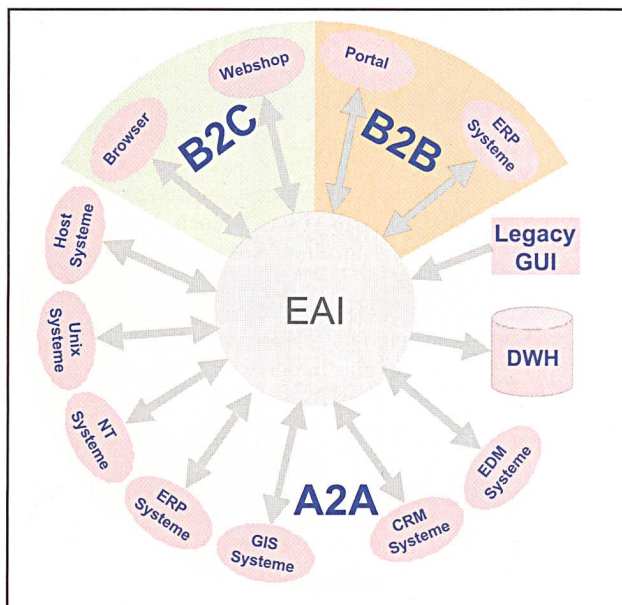 Webshop
Portal
Browser
B2C
B2B
ERP
Systeme
Host
Systeme
Legacy
GUI
EAI
Unix
Systeme
DWH
NT
Systeme
EDM
Systeme
ERP
Systeme
A2A
CRM
Systeme
GIS
Systeme